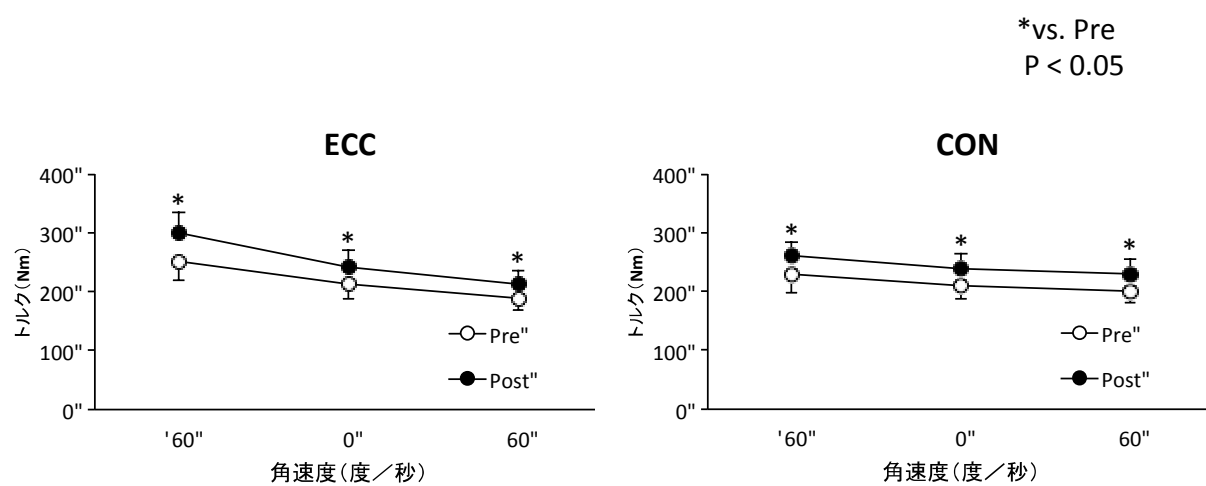 *vs. Pre
P < 0.05
ECC
400"
300"
200"
100"
0"
トルク(Nm)
*
*
*
Pre"
Post"
'60"
0"
60"
角速度(度／秒)
CON
400"
300"
200"
100"
0"
トルク(Nm)
*
*
*
Pre"
Post"
'60"
0"
60"
角速度(度／秒)